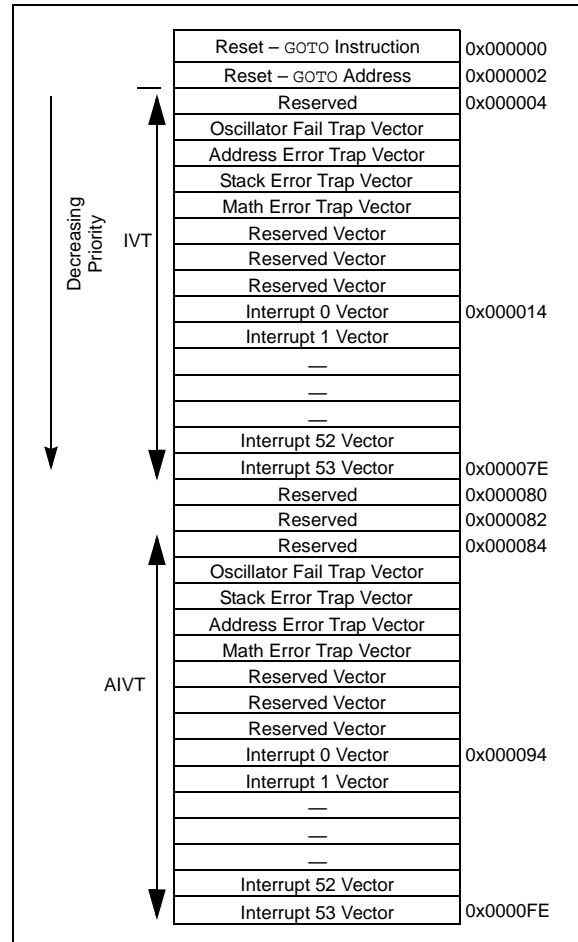 Reset – GOTO Instruction 0x000000
Reset – GOTO Address 0x000002
Reserved 0x000004
Oscillator Fail Trap Vector
Address Error Trap Vector
Stack Error Trap Vector
Math Error Trap Vector
Reserved Vector
Reserved Vector
Reserved Vector
Interrupt 0 Vector 0x000014
Interrupt 1 Vector
—
—
—
Interrupt 52 Vector
Interrupt 53 Vector 0x00007E
Decreasing
Priority
IVT
Reserved 0x000080
Reserved 0x000082
Reserved 0x000084
Oscillator Fail Trap Vector
Stack Error Trap Vector
Address Error Trap Vector
Math Error Trap Vector
Reserved Vector
Reserved Vector
Reserved Vector
Interrupt 0 Vector 0x000094
Interrupt 1 Vector
—
—
—
Interrupt 52 Vector
Interrupt 53 Vector 0x0000FE
AIVT